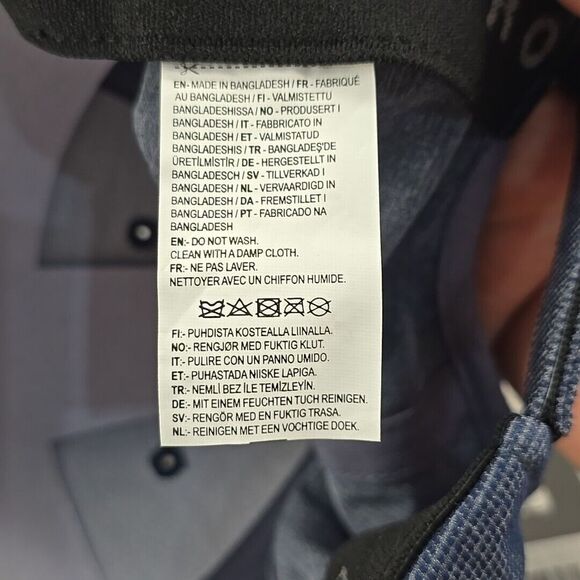 EN- MADE IN BANGLADESH / FR - FABRIQUÉ
AU BANGLADESH / FI - VALMISTETTU
BANGLADESHISSA / NO - PRODUSERT I
BANGLADESH / IT - FABBRICATO IN
BANGLADESH / ET - VALMISTATUD
BANGLADESHIS / TR - BANGLADEŞ'DE
ÜRETİLMİSTİR / DE - HERGESTELLT IN
BANGLADESCH / SV - TILLVERKAD I
BANGLADESH / NL - VERVAARDIGD IN
BANGLADESH / DA - FREMSTILLET I
BANGLADESH / PT - FABRICADO NA
BANGLADESH
EN:- DO NOT WASH.
CLEAN WITH A DAMP CLOTH.
FR:- NE PAS LAVER.
NETTOYER AVEC UN CHIFFON HUMIDE.
FI:- PUHDISTA KOSTEALLA LIINALLA.
NO:- RENGJØR MED FUKTIG KLUT.
IT:- PULIRE CON UN PANNO UMIDO.
ET:- PUHASTADA NIISKE LAPIGA.
TR:- NEMLİ BEZ İLE TEMİZLEYİN.
DE:- MIT EINEM FEUCHTEN TUCH REINIGEN.
SV:- RENGÖR MED EN FUKTIG TRASA.
NL:- REINIGEN MET EEN VOCHTIGE DOEK.